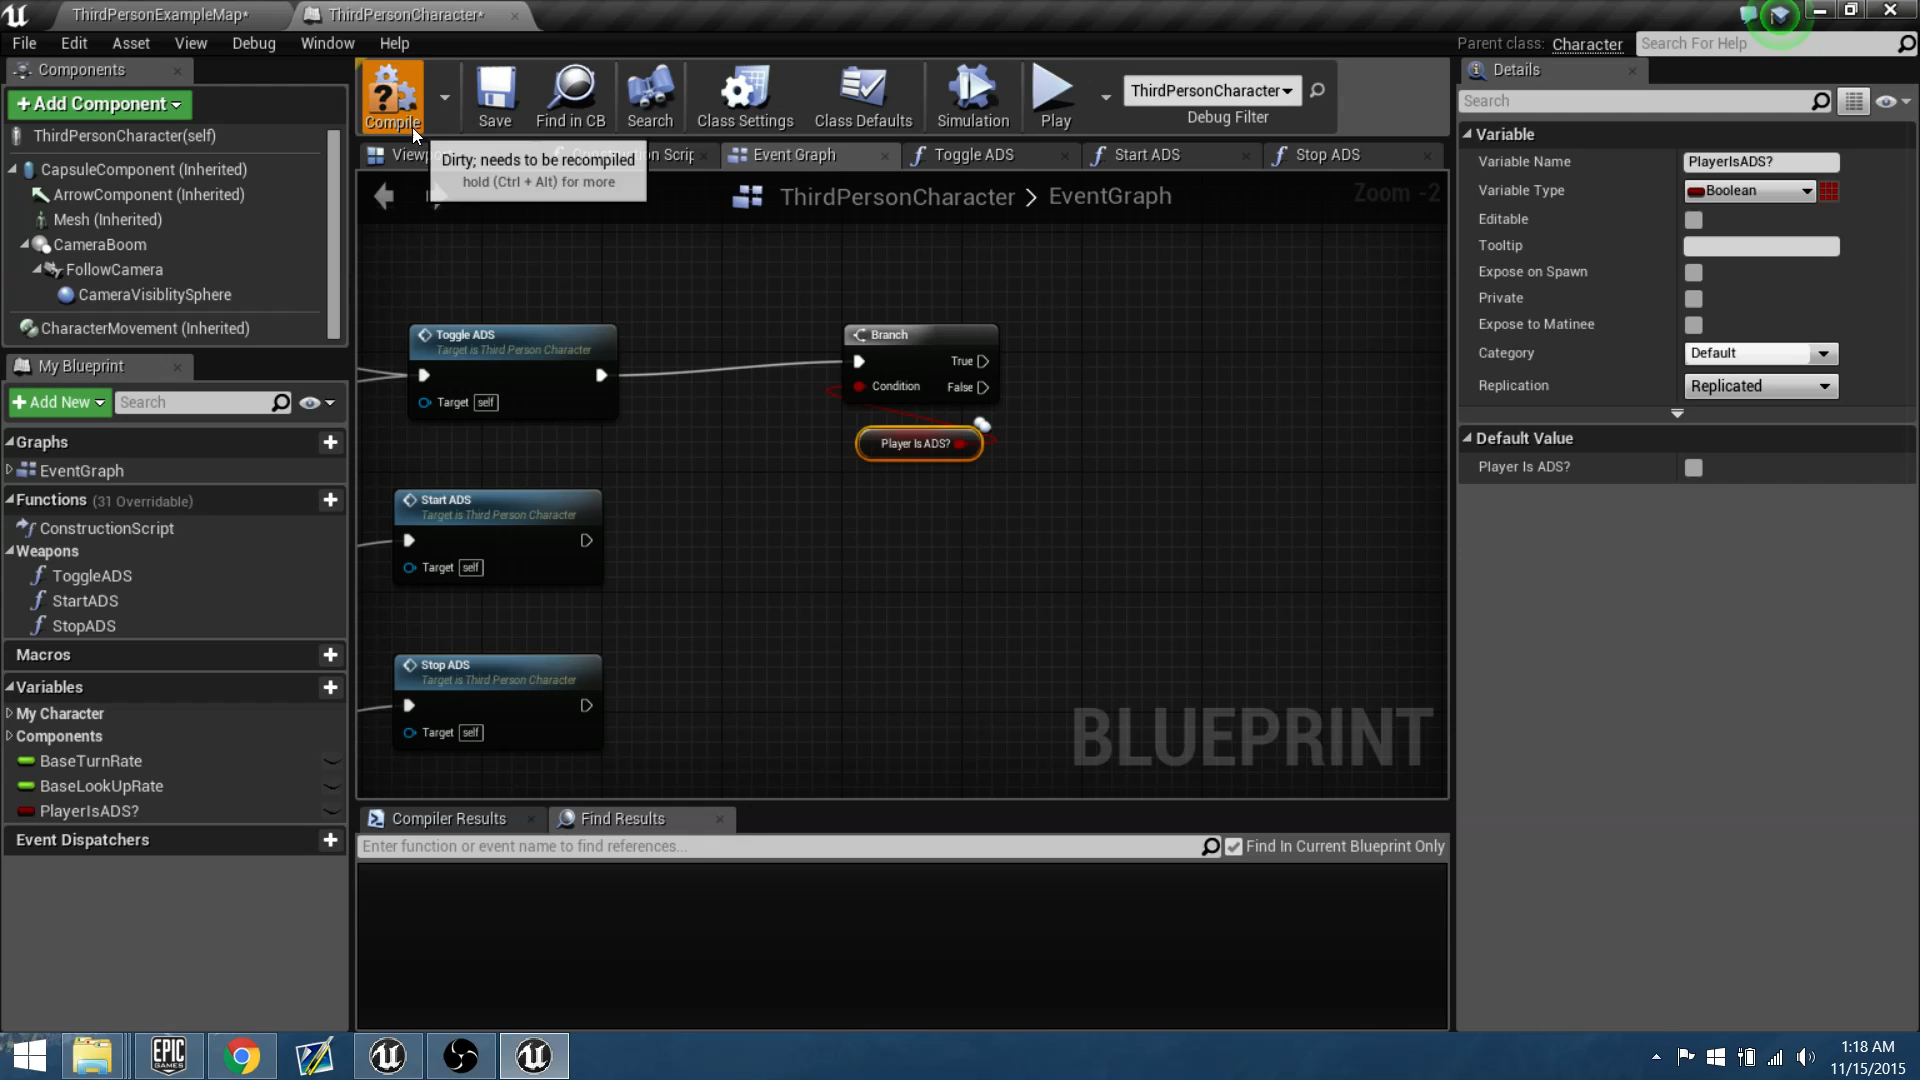 ThirdPersonExampleMap*
ThirdPersonCharacter*
File Edit Asset View Debug Window Help
Parent class: Character
Search For Help
Components
Add Component
ThirdPersonCharacter(self)
CapsuleComponent (Inherited)
ArrowComponent (Inherited)
Mesh (Inherited)
CameraBoom
FollowCamera
CameraVisiblitySphere
CharacterMovement (Inherited)
My Blueprint
Add New
Search
Graphs
EventGraph
Functions (31 Overridable)
ConstructionScript
Weapons
ToggleADS
StartADS
StopADS
Macros
Variables
My Character
Components
BaseTurnRate
BaseLookUpRate
PlayerIsADS?
Event Dispatchers
Compile
Save
Find in CB
Search
Class Settings
Class Defaults
Simulation
Play
ThirdPersonCharacter
Debug Filter
Event Graph
Toggle ADS
Start ADS
Stop ADS
Dirty; needs to be recompiled
hold (Ctrl + Alt) for more
ThirdPersonCharacter > EventGraph
Zoom -2
Toggle ADS
Target is Third Person Character
Target self
Branch
True
Condition
False
Player Is ADS?
Start ADS
Target is Third Person Character
Target self
Stop ADS
Target is Third Person Character
Target self
BLUEPRINT
Compiler Results
Find Results
Enter function or event name to find references...
Find In Current Blueprint Only
Details
Search
Variable
Variable Name PlayerIsADS?
Variable Type Boolean
Editable
Tooltip
Expose on Spawn
Private
Expose to Matinee
Category Default
Replication Replicated
Default Value
Player Is ADS?
EPIC
GAMES
1:18 AM
11/15/2015